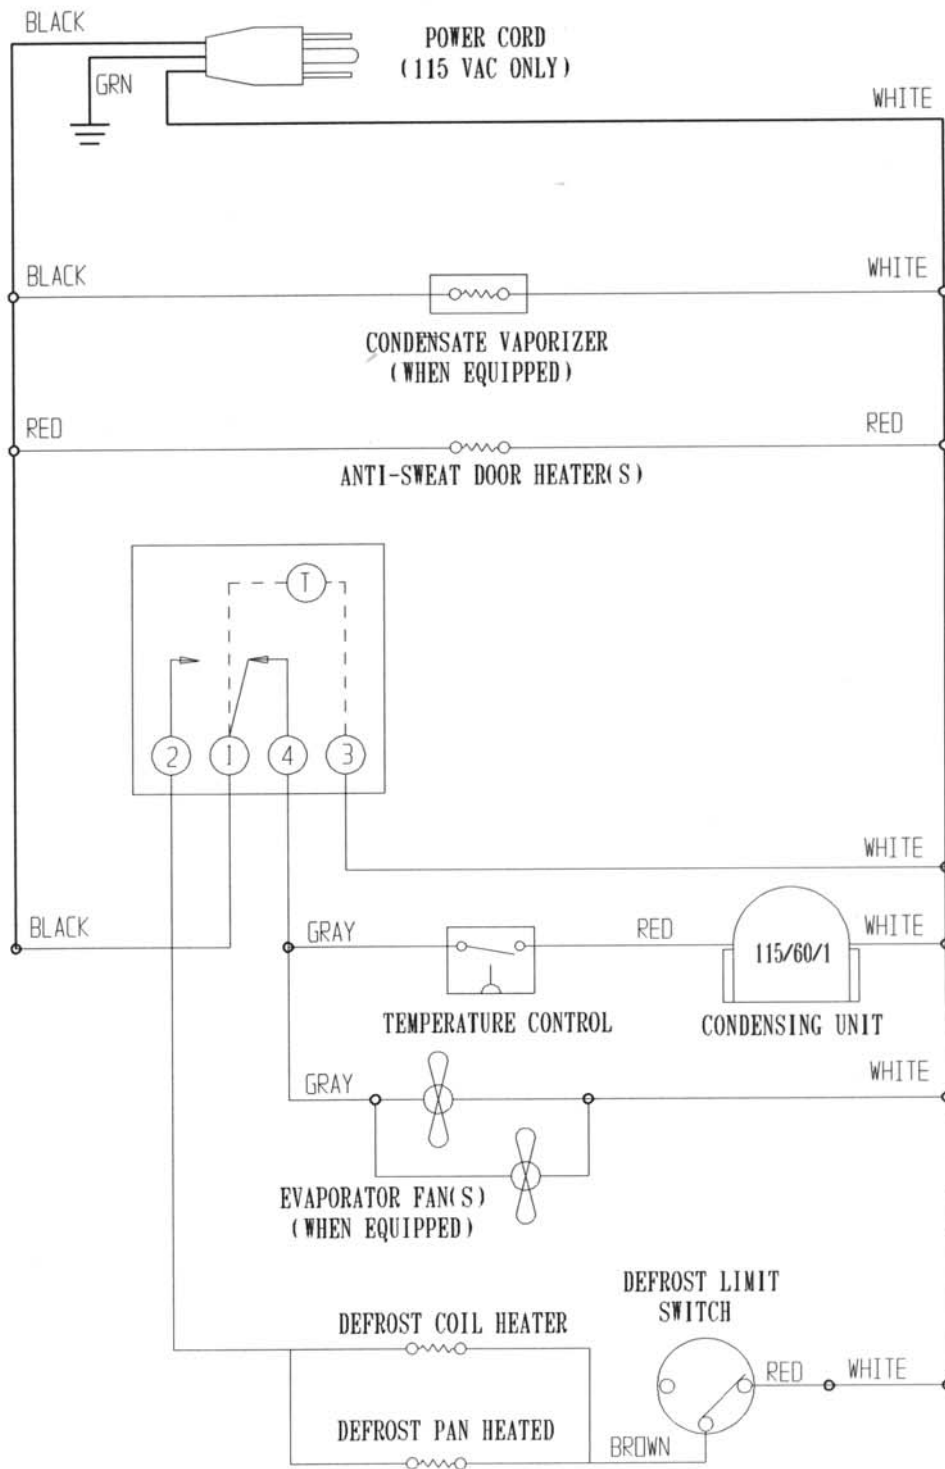 BLACK
POWER CORD
(115 VAC ONLY)
GRN
WHITE
BLACK
WHITE
CONDENSATE VAPORIZER
(WHEN EQUIPPED)
RED
RED
ANTI-SWEAT DOOR HEATER(S)
T
2 1 4 3
WHITE
BLACK
GRAY
RED
WHITE
115/60/1
TEMPERATURE CONTROL
CONDENSING UNIT
GRAY
WHITE
EVAPORATOR FAN(S)
(WHEN EQUIPPED)
DEFROST LIMIT
SWITCH
DEFROST COIL HEATER
RED
WHITE
DEFROST PAN HEATED
BROWN